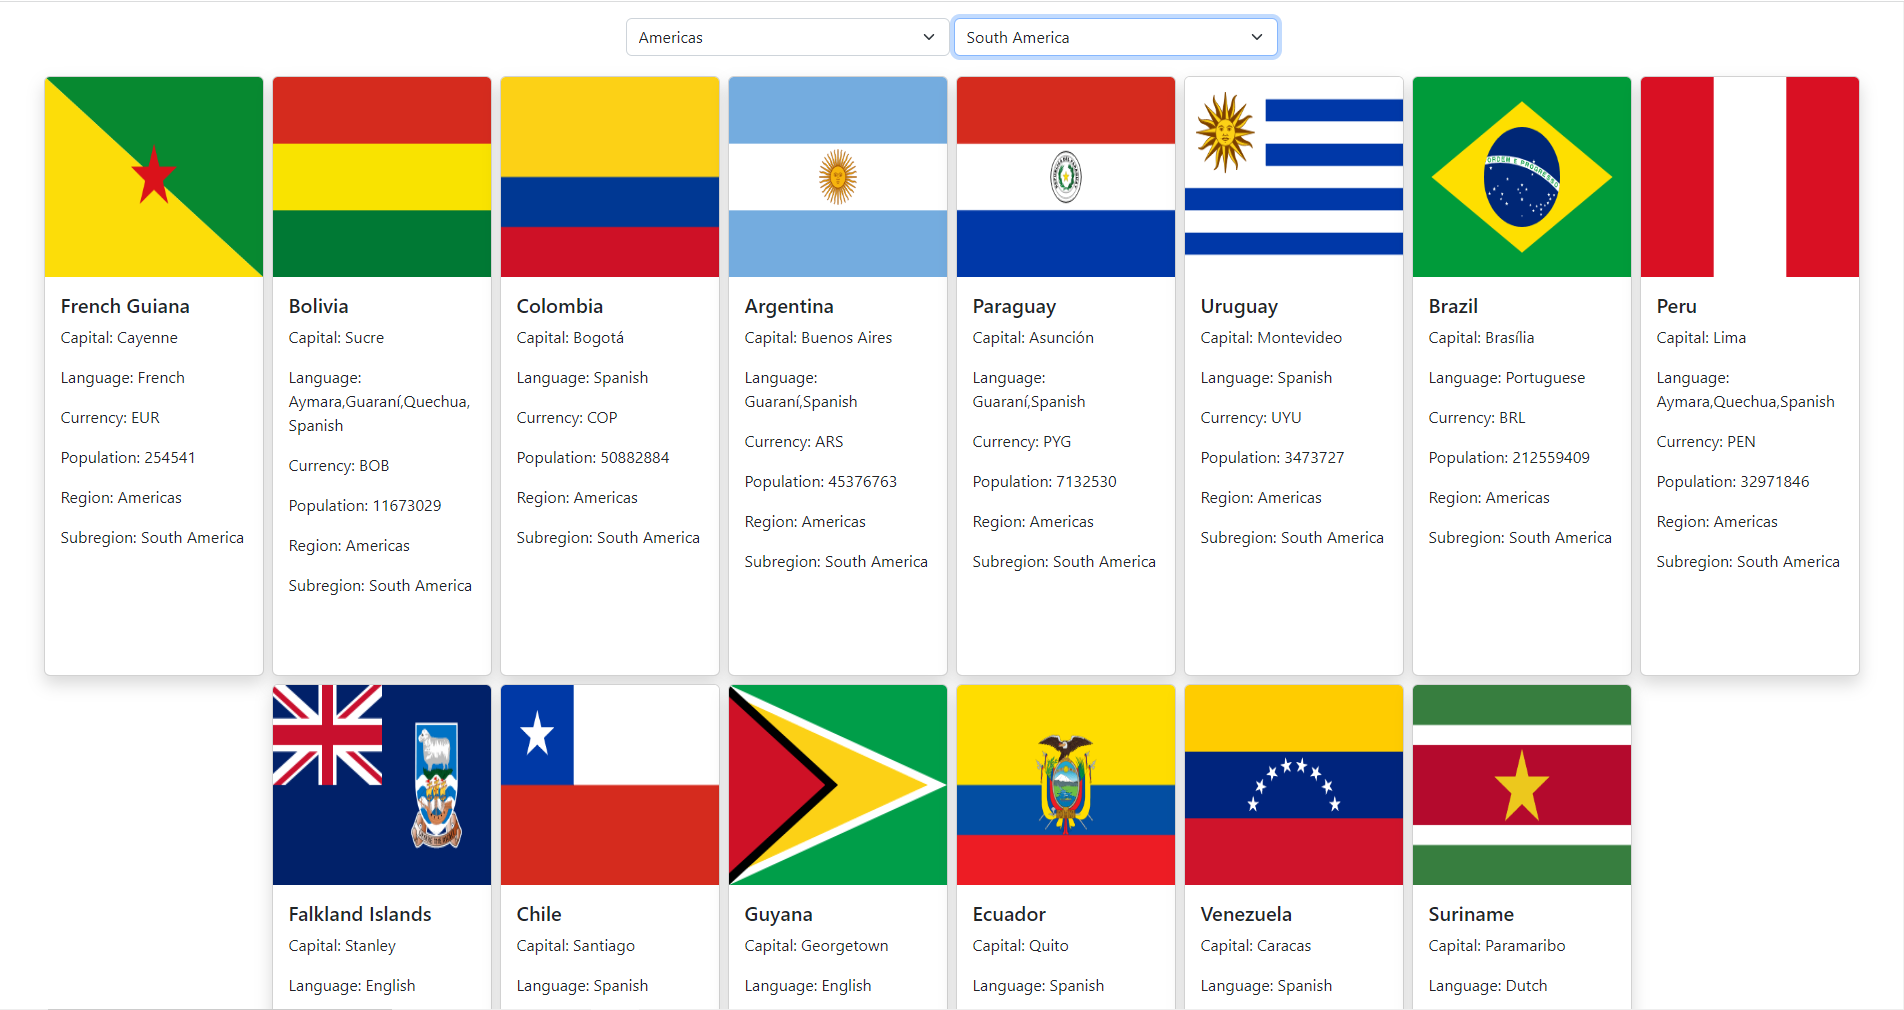 Americas
South America
French Guiana
Capital: Cayenne
Language: French
Currency: EUR
Population: 254541
Region: Americas
Subregion: South America
Bolivia
Capital: Sucre
Language:
Aymara,Guaraní,Quechua,
Spanish
Currency: BOB
Population: 11673029
Region: Americas
Subregion: South America
Colombia
Capital: Bogotá
Language: Spanish
Currency: COP
Population: 50882884
Region: Americas
Subregion: South America
Argentina
Capital: Buenos Aires
Language:
Guaraní,Spanish
Currency: ARS
Population: 45376763
Region: Americas
Subregion: South America
Paraguay
Capital: Asunción
Language:
Guaraní,Spanish
Currency: PYG
Population: 7132530
Region: Americas
Subregion: South America
Uruguay
Capital: Montevideo
Language: Spanish
Currency: UYU
Population: 3473727
Region: Americas
Subregion: South America
ORDEM E PROGRESSO
Brazil
Capital: Brasília
Language: Portuguese
Currency: BRL
Population: 212559409
Region: Americas
Subregion: South America
Peru
Capital: Lima
Language:
Aymara,Quechua,Spanish
Currency: PEN
Population: 32971846
Region: Americas
Subregion: South America
Falkland Islands
Capital: Stanley
Language: English
Chile
Capital: Santiago
Language: Spanish
Guyana
Capital: Georgetown
Language: English
Ecuador
Capital: Quito
Language: Spanish
Venezuela
Capital: Caracas
Language: Spanish
Suriname
Capital: Paramaribo
Language: Dutch